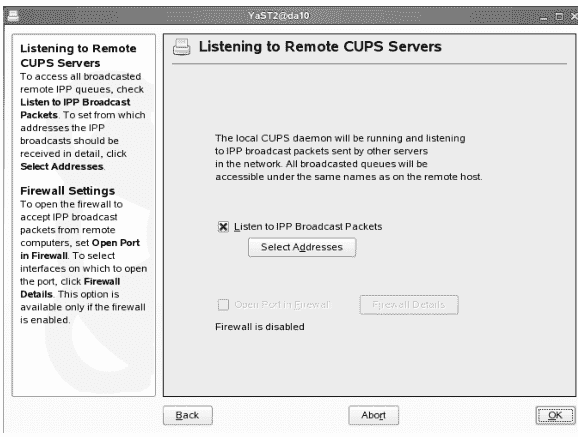 YaST2@da10
Listening to Remote
CUPS Servers
To access all broadcasted
remote IPP queues, check
Listen to IPP Broadcast
Packets. To set from which
addresses the IPP
broadcasts should be
received in detail, click
Select Addresses.
Firewall Settings
To open the firewall to
accept IPP broadcast
packets from remote
computers, set Open Port
in Firewall. To select
interfaces on which to open
the port, click Firewall
Details. This option is
available only if the firewall
is enabled.
Listening to Remote CUPS Servers
The local CUPS daemon will be running and listening
to IPP broadcast packets sent by other servers
in the network. All broadcasted queues will be
accessible under the same names as on the remote host.
Listen to IPP Broadcast Packets
Select Addresses
Open Port in Firewall
Firewall Details
Firewall is disabled
Back
Abort
OK